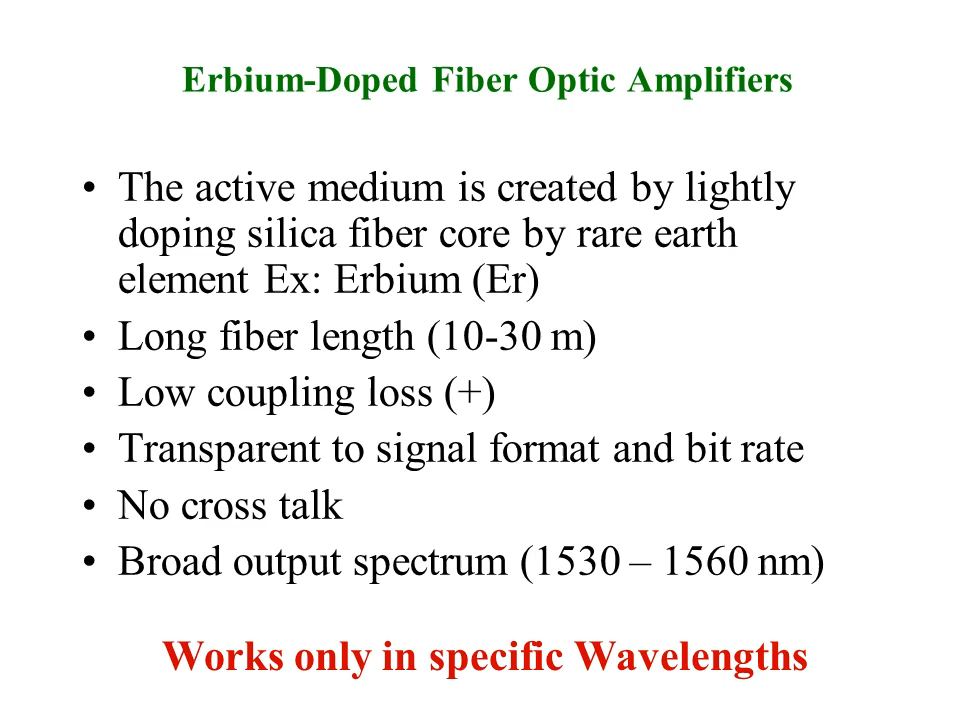 Erbium-Doped Fiber Optic Amplifiers
• The active medium is created by lightly
doping silica fiber core by rare earth
element Ex: Erbium (Er)
• Long fiber length (10-30 m)
• Low coupling loss (+)
• Transparent to signal format and bit rate
• No cross talk
• Broad output spectrum (1530 – 1560 nm)
Works only in specific Wavelengths